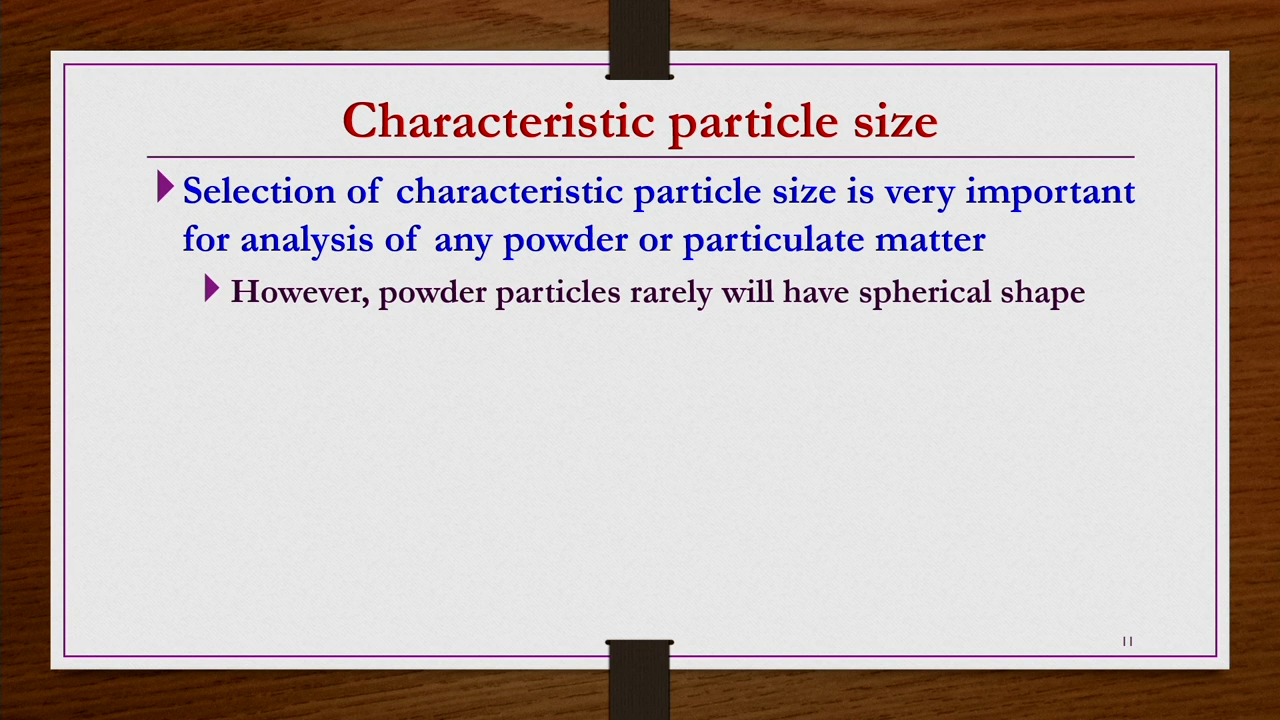 Characteristic particle size
Selection of characteristic particle size is very important
for analysis of any powder or particulate matter
However, powder particles rarely will have spherical shape
11